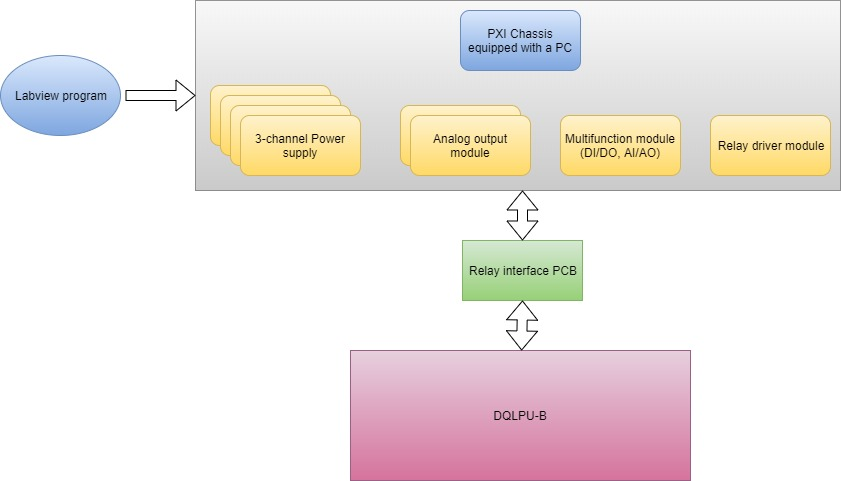 PXI Chassis
equipped with a PC
Labview program
3-channel Power
supply
Analog output
module
Multifunction module
(DI/DO, AI/AO)
Relay driver module
Relay interface PCB
DQLPU-B